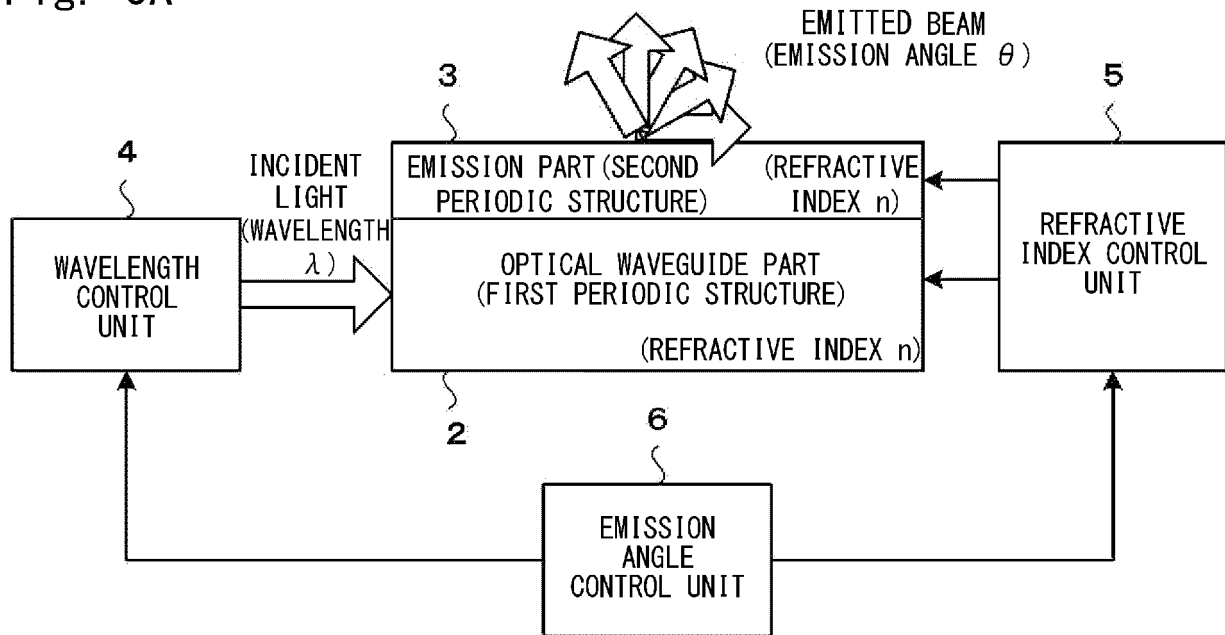 Fig. 6A
EMITTED BEAM
(EMISSION ANGLE θ)
3
5
4
INCIDENT
LIGHT
(WAVELENGTH
λ)
EMISSION PART(SECOND
PERIODIC STRUCTURE)
(REFRACTIVE
INDEX n)
WAVELENGTH
CONTROL
UNIT
OPTICAL WAVEGUIDE PART
(FIRST PERIODIC STRUCTURE)
(REFRACTIVE INDEX n)
REFRACTIVE
INDEX CONTROL
UNIT
2
6
EMISSION
ANGLE
CONTROL UNIT